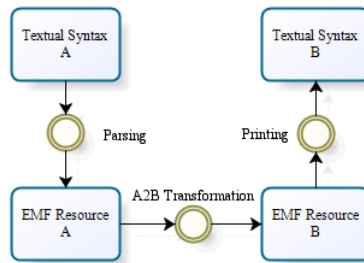 Textual Syntax
A
Textual Syntax
B
Parsing
Printing
A2B Transformation
EMF Resource
A
EMF Resource
B